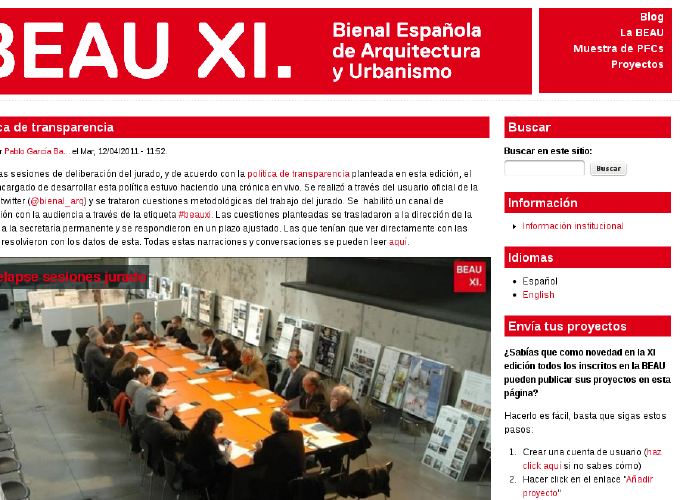 BEAU XI.
Bienal Española
de Arquitectura
y Urbanismo
Blog
La BEAU
Muestra de PFCs
Proyectos
ca de transparencia
r Pablo García Ba... el Mar, 12/04/2011 - 11:52.
as sesiones de deliberación del jurado, y de acuerdo con la política de transparencia planteada en esta edición, el
ncargado de desarrollar esta política estuvo haciendo una crónica en vivo. Se realizó a través del usuario oficial de la
twitter (@bienal_arq) y se trataron cuestiones metodológicas del trabajo del jurado. Se habilitó un canal de
ión con la audiencia a través de la etiqueta #beauxi. Las cuestiones planteadas se trasladaron a la dirección de la
a la secretaría permanente y se respondieron en un plazo ajustado. Las que tenían que ver directamente con las
resolvieron con los datos de esta. Todas estas narraciones y conversaciones se pueden leer aquí.
elapse sesiones jurado
BEAU
XI.
Buscar
Buscar en este sitio:
Buscar
Información
Información institucional
Idiomas
Español
English
Envía tus proyectos
¿Sabías que como novedad en la XI
edición todos los inscritos en la BEAU
pueden publicar sus proyectos en esta
página?
Hacerlo es fácil, basta que sigas estos
pasos:
1. Crear una cuenta de usuario (haz
click aquí si no sabes cómo)
2. Hacer click en el enlace "Añadir
proyecto"